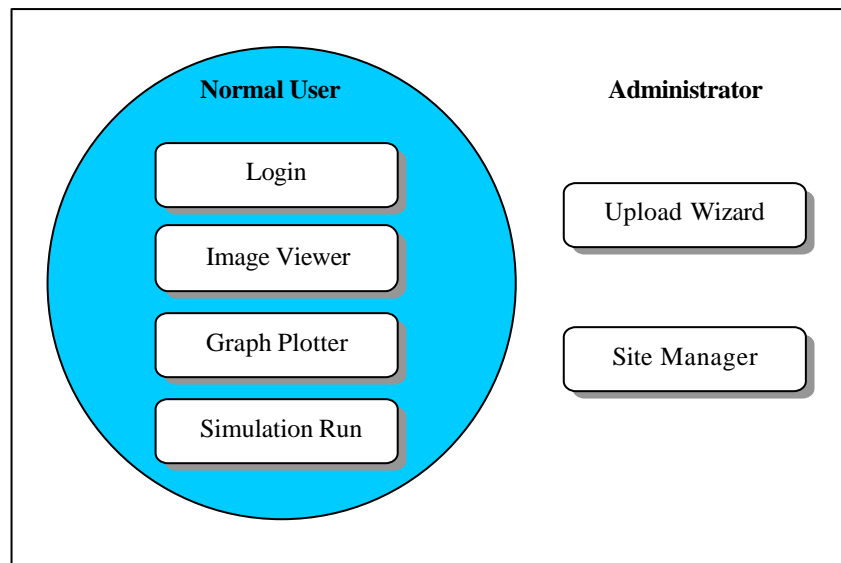 Normal User
Login
Image Viewer
Graph Plotter
Simulation Run
Administrator
Upload Wizard
Site Manager